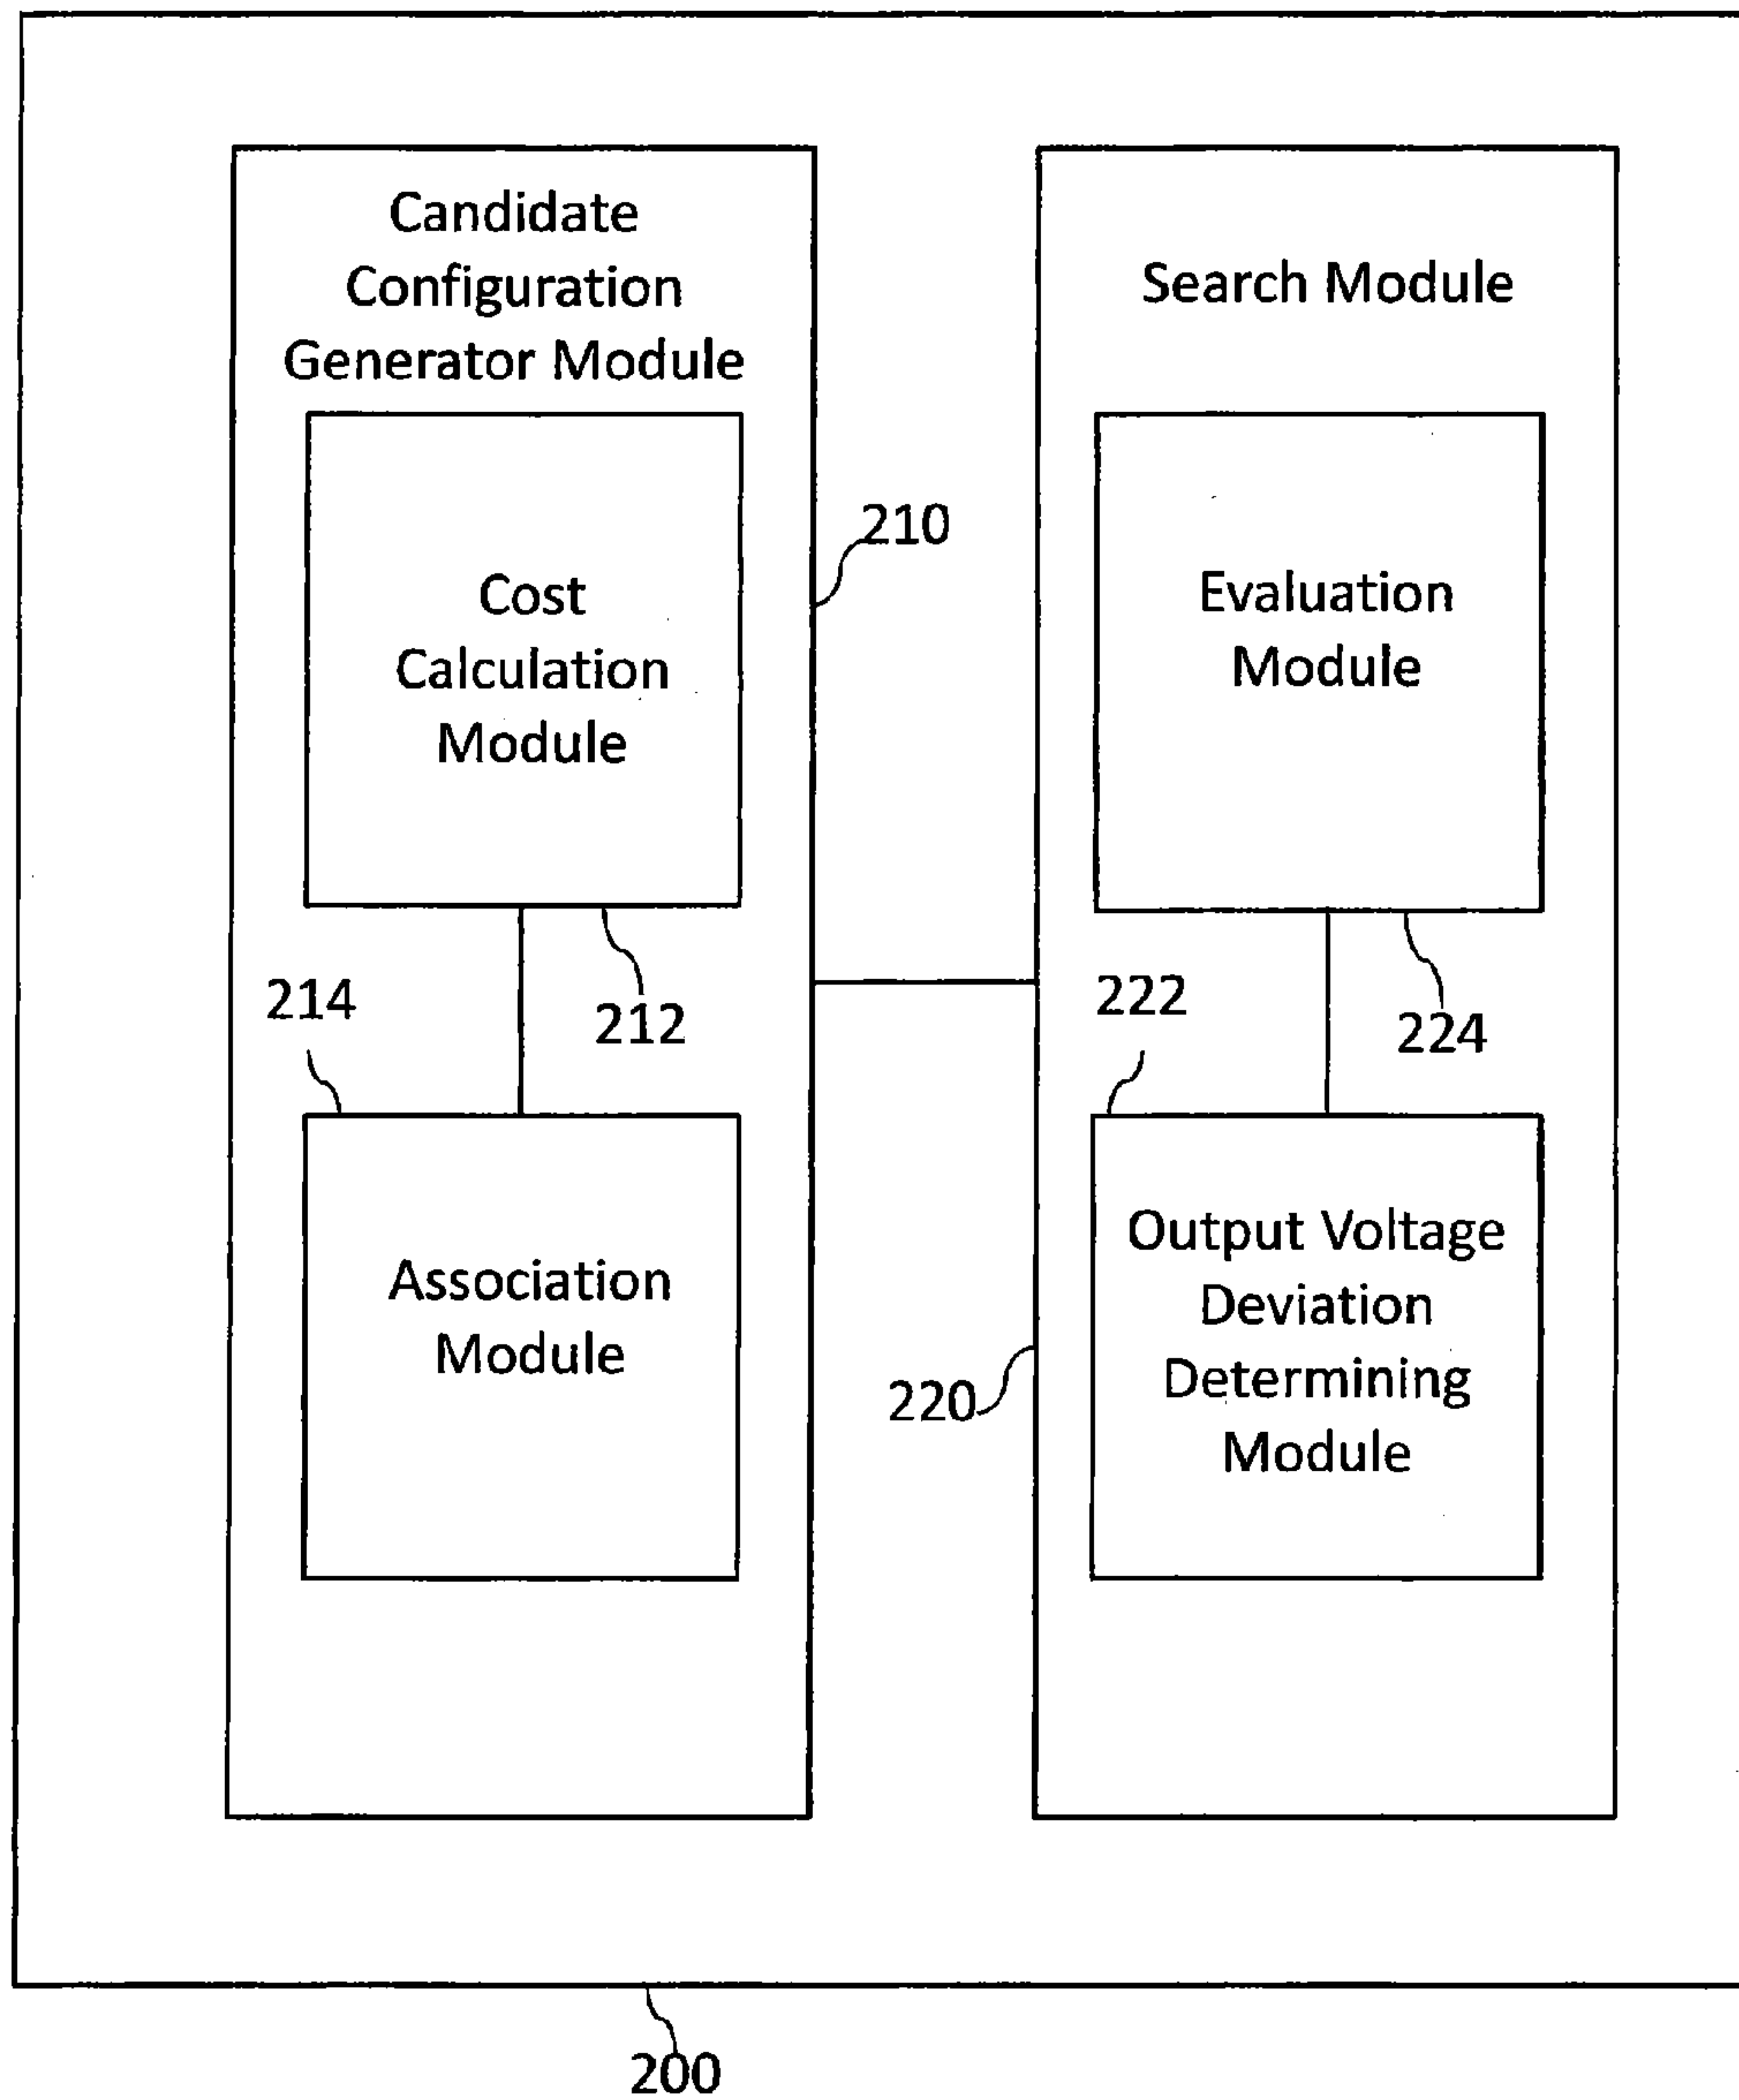 Candidate
Configuration
Generator Module
Cost
Calculation
Module
212
214
Association
Module
210
Search Module
Evaluation
Module
224
222
Output Voltage
Deviation
Determining
Module
220
200